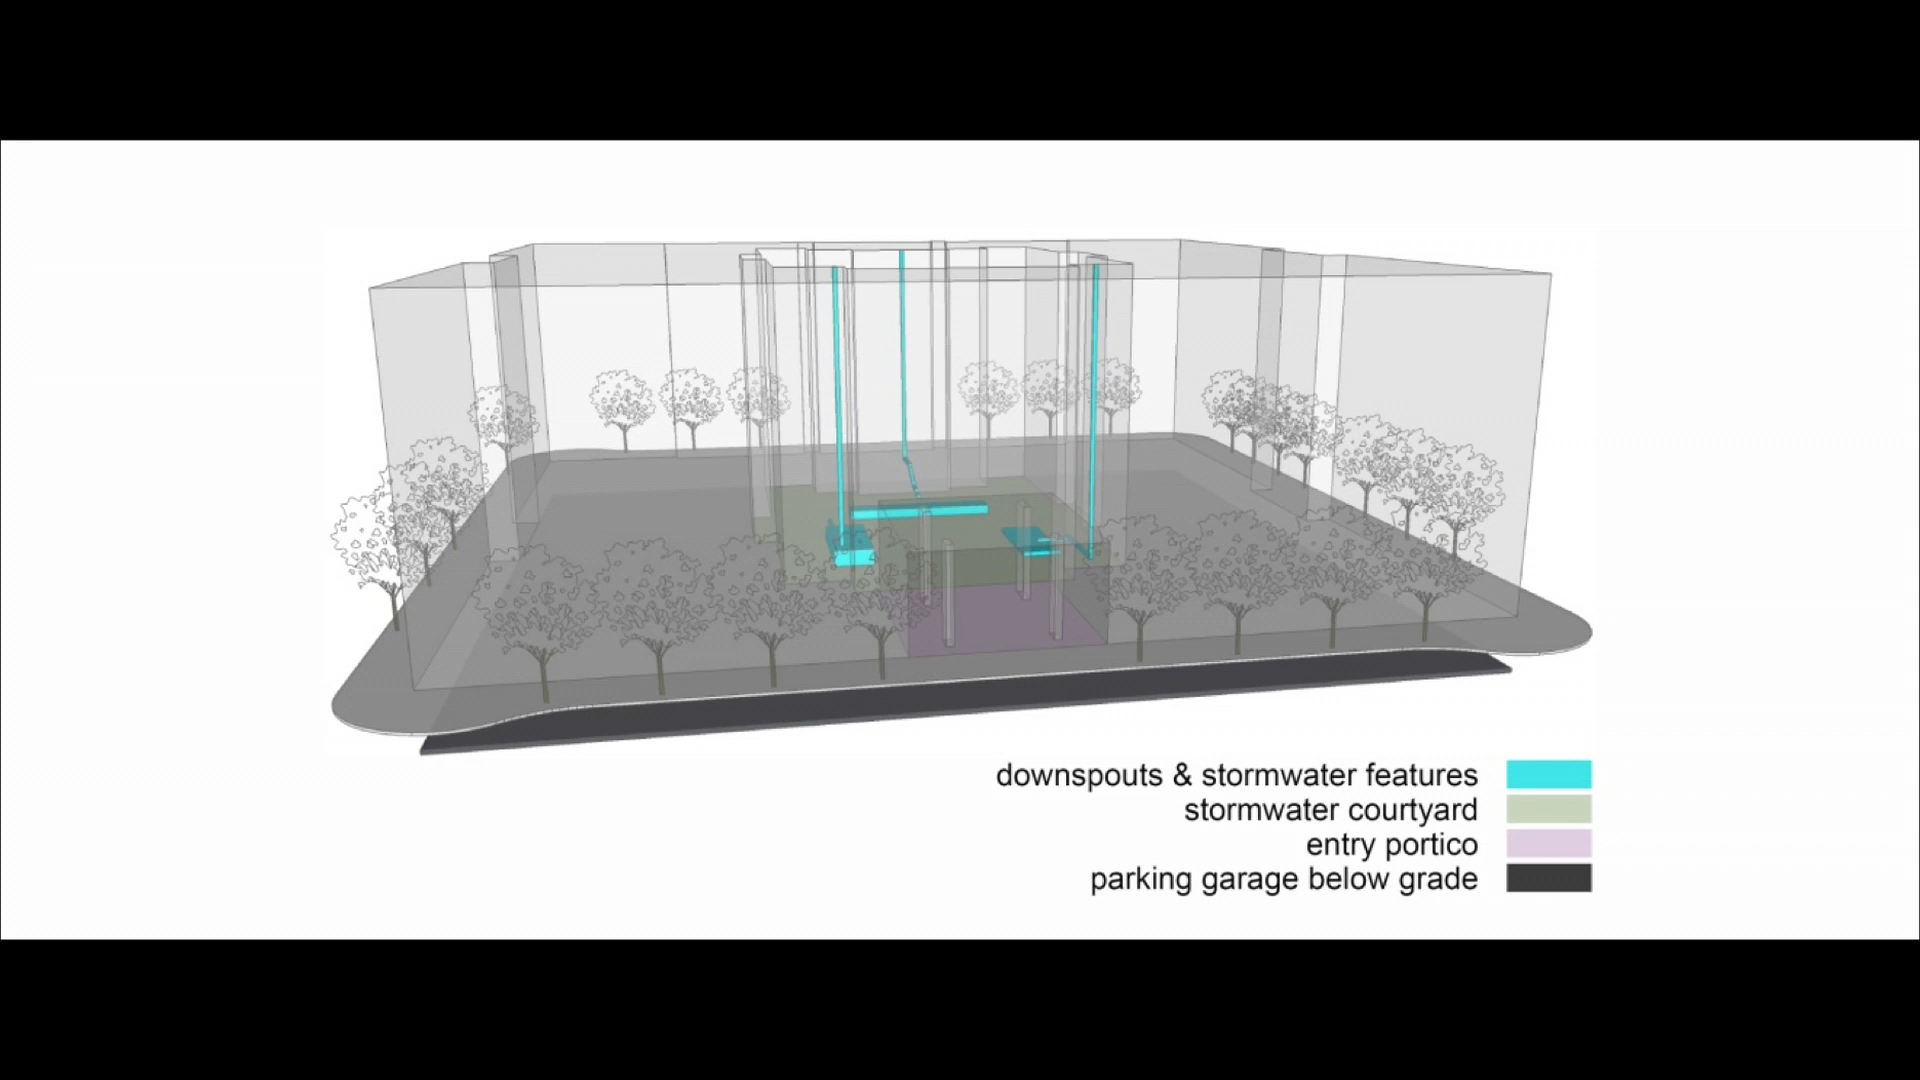 downspouts & stormwater features
stormwater courtyard
entry portico
parking garage below grade